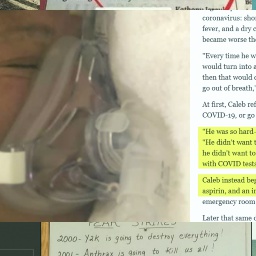 coronavirus: sho
fever, and a dry c
became worse the
"Every time he w
would turn into a
then that would c
go out of breath,"
At first, Caleb ref
COVID-19, or go
"He was so hard
"He didn't want t
he didn't want to
with COVID tests
Caleb instead beg
aspirin, and an in
emergency room
Later that same d
FEAR STRIKES
2000- Y2K is going to destroy everything!
2001- Anthrax is going to kill us all!